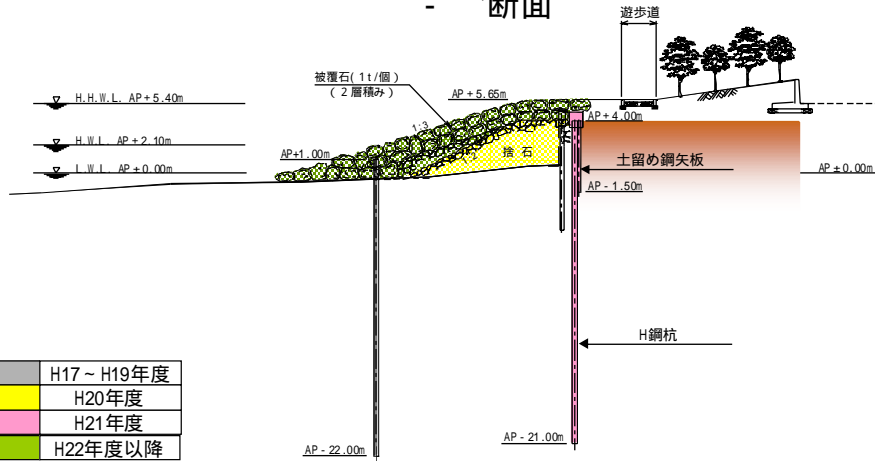 - 断面
遊歩道
被覆石(1t/個)
(2層積み)
AP+5.65m
H.H.W.L. AP+5.40m
1:3
AP+4.00m
H.W.L. AP+2.10m
AP+1.00m
捨石
土留め鋼矢板
L.W.L. AP+0.00m
AP±0.00m
AP-1.50m
H鋼杭
H17~H19年度
H20年度
H21年度
H22年度以降
AP-21.00m
AP-22.00m